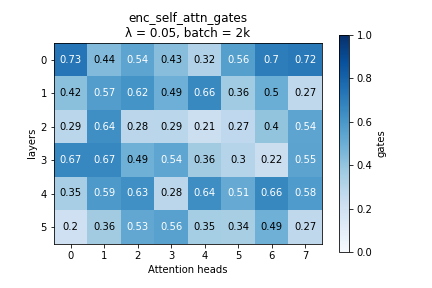 enc_self_attn_gates
λ = 0.05, batch = 2k
0 0.73 0.44 0.54 0.43 0.32 0.56 0.7 0.72
1 0.42 0.57 0.62 0.49 0.66 0.36 0.5 0.27
2 0.29 0.64 0.28 0.29 0.21 0.27 0.4 0.54
3 0.67 0.67 0.49 0.54 0.36 0.3 0.22 0.55
4 0.35 0.59 0.63 0.28 0.64 0.51 0.66 0.58
5 0.2 0.36 0.53 0.56 0.35 0.34 0.49 0.27
0 1 2 3 4 5 6 7
Attention heads
layers
1.0
0.8
0.6
0.4
0.2
0.0
gates